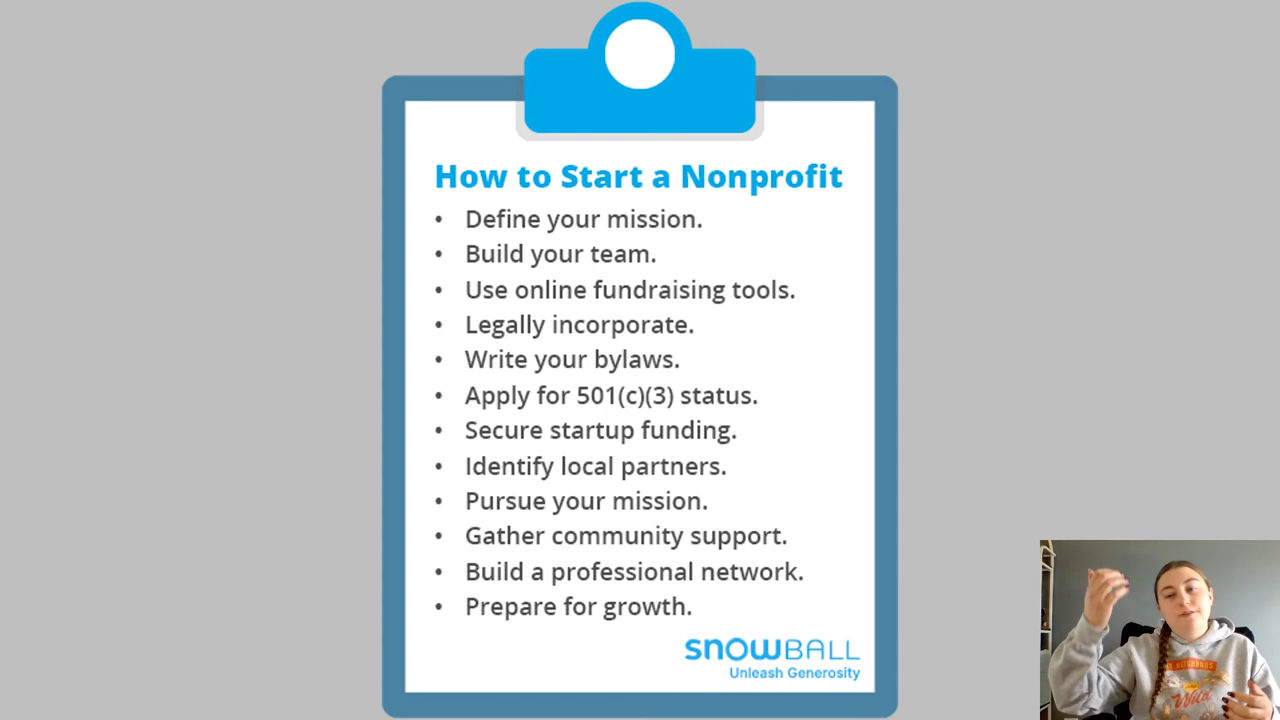 How to Start a Nonprofit
• Define your mission.
• Build your team.
• Use online fundraising tools.
• Legally incorporate.
• Write your bylaws.
• Apply for 501(c)(3) status.
• Secure startup funding.
• Identify local partners.
• Pursue your mission.
• Gather community support.
• Build a professional network.
• Prepare for growth.
SNOWBALL
Unleash Generosity
Wild